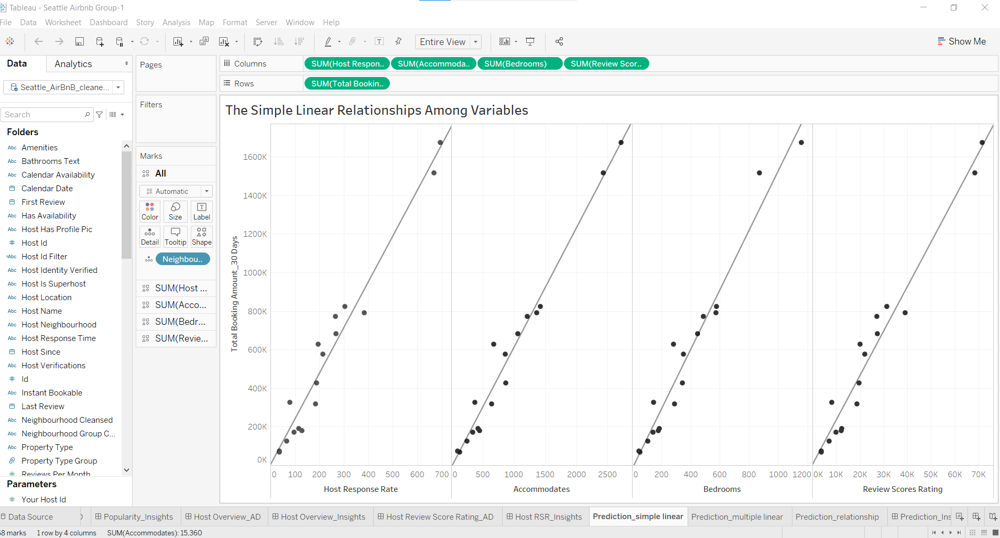 Tableau - Seattle Airbnb Group-1
File Data Worksheet Dashboard Story Analysis Map Format Server Window Help
Entire View
Show Me
Data Analytics
Seattle_AirBnB_cleane...
Search
Folders
Abc Amenities
Abc Bathrooms Text
Abc Calendar Availability
Calendar Date
First Review
Abc Has Availability
Abc Host Has Profile Pic
# Host Id
=Abc Host Id Filter
Abc Host Identity Verified
Abc Host Is Superhost
Abc Host Location
Abc Host Name
Abc Host Neighbourhood
Abc Host Response Time
Host Since
Abc Host Verifications
# Id
Abc Instant Bookable
Last Review
Abc Neighbourhood Cleansed
Abc Neighbourhood Group C...
Abc Property Type
Property Type Group
# Reviews Per Month
Parameters
# Your Host Id
Pages
Filters
Marks
All
Automatic
Color Size Label
Detail Tooltip Shape
Neighbou..
SUM(Host ...
SUM(Acco...
SUM(Bedr...
SUM(Revie...
Columns SUM(Host Respon.. SUM(Accommoda.. SUM(Bedrooms) SUM(Review Scor..
Rows SUM(Total Bookin..
The Simple Linear Relationships Among Variables
Total Booking Amount_30 Days
1600K
1400K
1200K
1000K
800K
600K
400K
200K
0K
0 100 200 300 400 500 600 700 0 500 1000 1500 2000 2500 0 200 400 600 800 1000 1200 0K 10K 20K 30K 40K 50K 60K 70K
Host Response Rate Accommodates Bedrooms Review Scores Rating
Data Source Popularity_Insights Host Overview_AD Host Overview_Insights Host Review Score Rating_AD Host RSR_Insights Prediction_simple linear Prediction_multiple linear Prediction_relationship Prediction_Ins
68 marks 1 row by 4 columns SUM(Accommodates): 15,360